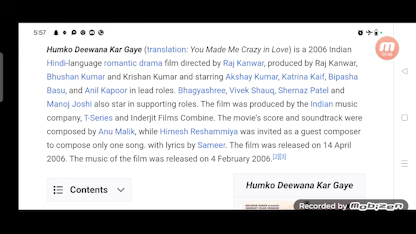 5:57
Humko Deewana Kar Gaye (translation: You Made Me Crazy in Love) is a 2006 Indian
Hindi-language romantic drama film directed by Raj Kanwar, produced by Raj Kanwar,
Bhushan Kumar and Krishan Kumar and starring Akshay Kumar, Katrina Kaif, Bipasha
Basu, and Anil Kapoor in lead roles. Bhagyashree, Vivek Shauq, Shernaz Patel and
Manoj Joshi also star in supporting roles. The film was produced by the Indian music
company, T-Series and Inderjit Films Combine. The movie's score and soundtrack were
composed by Anu Malik, while Himesh Reshammiya was invited as a guest composer
to compose only one song. with lyrics by Sameer. The film was released on 14 April
2006. The music of the film was released on 4 February 2006.[2][3]
Contents
Humko Deewana Kar Gaye
Recorded by Mobizen